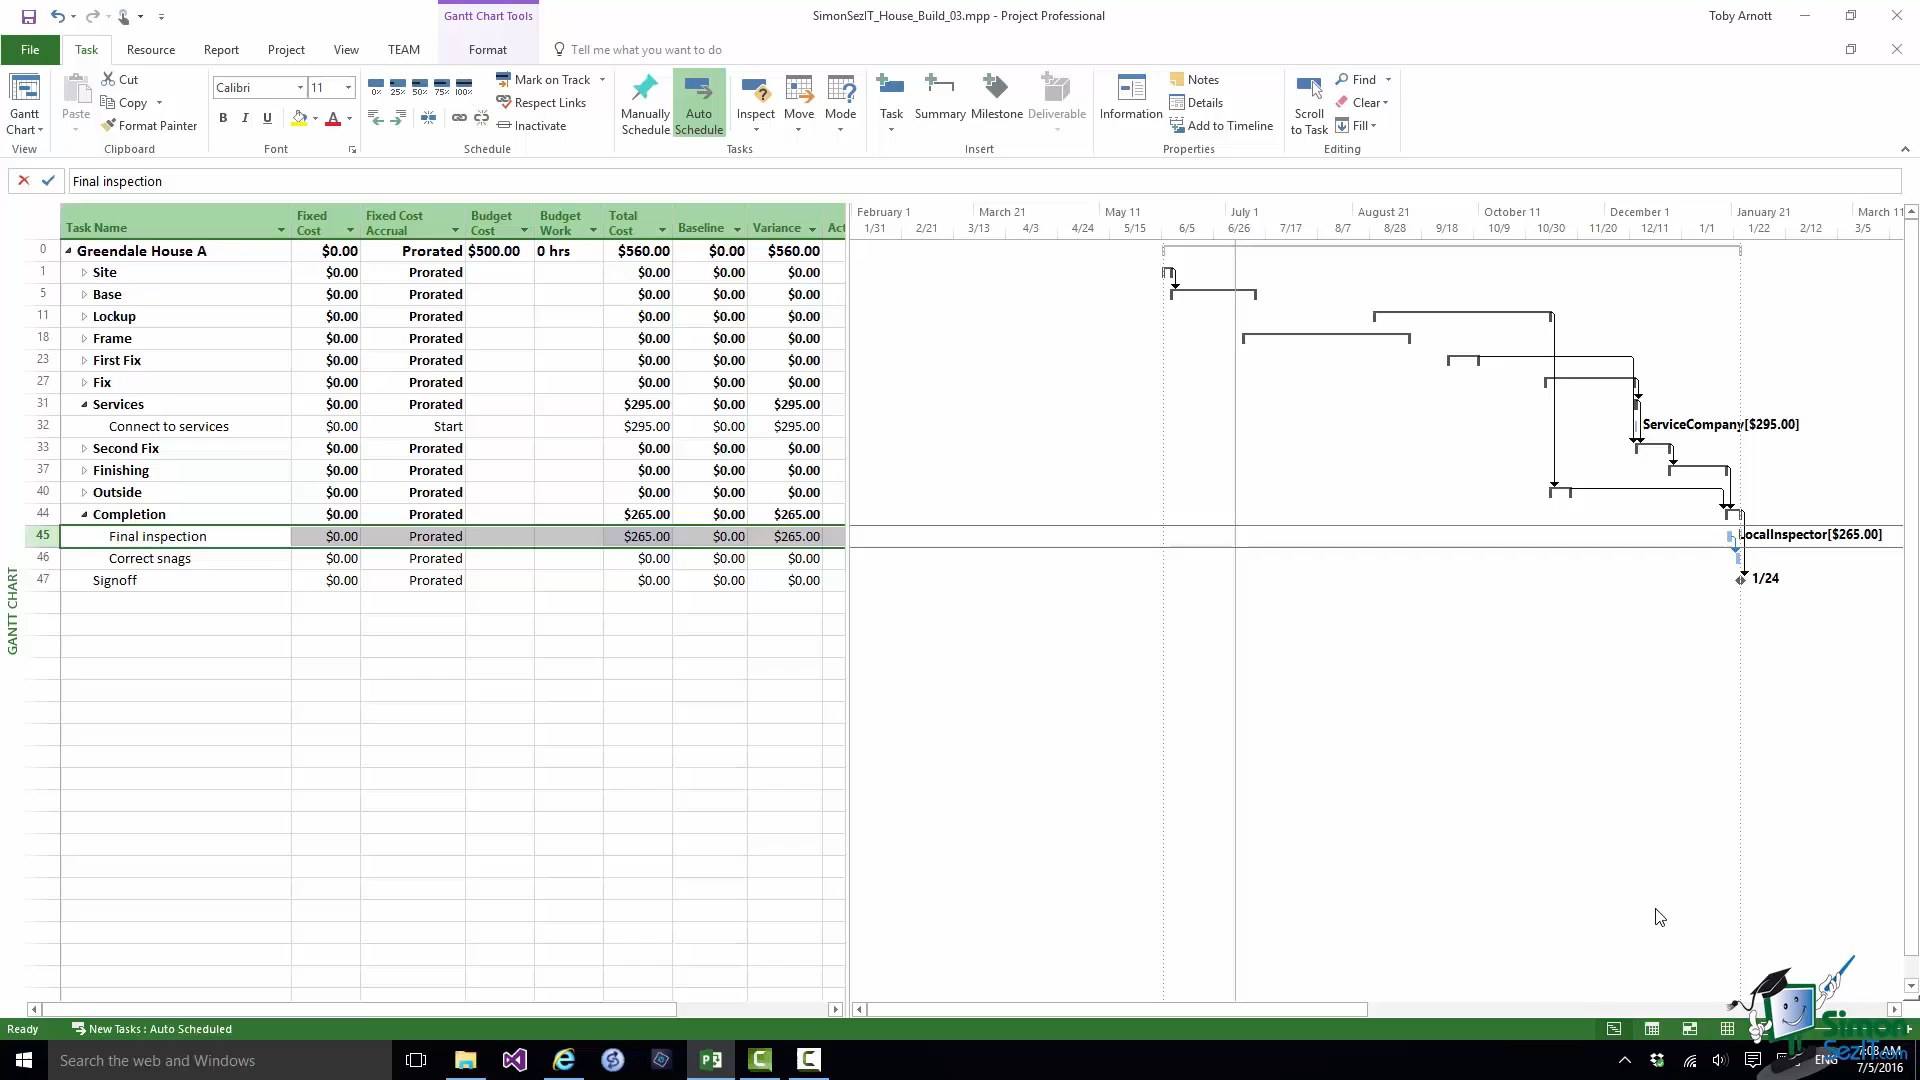 Gantt Chart Tools
SimonSezIT_House_Build_03.mpp - Project Professional
Toby Arnott
File Task Resource Report Project View TEAM Format Tell me what you want to do
Gantt Chart
View
Paste
Cut
Copy
Format Painter
Clipboard
Calibri 11
B I U A
Font
0% 25% 50% 75% 100%
Mark on Track
Respect Links
Inactivate
Schedule
Manually Schedule
Auto Schedule
Inspect
Move
Mode
Tasks
Task
Summary
Milestone
Deliverable
Insert
Information
Notes
Details
Add to Timeline
Properties
Scroll to Task
Find
Clear
Fill
Editing
Final inspection
Task Name Fixed Cost Fixed Cost Accrual Budget Cost Budget Work Total Cost Baseline Variance Act
0 Greendale House A $0.00 Prorated $500.00 0 hrs $560.00 $0.00 $560.00
1 Site $0.00 Prorated $0.00 $0.00 $0.00
5 Base $0.00 Prorated $0.00 $0.00 $0.00
11 Lockup $0.00 Prorated $0.00 $0.00 $0.00
18 Frame $0.00 Prorated $0.00 $0.00 $0.00
23 First Fix $0.00 Prorated $0.00 $0.00 $0.00
27 Fix $0.00 Prorated $0.00 $0.00 $0.00
31 Services $0.00 Prorated $295.00 $0.00 $295.00
32 Connect to services $0.00 Start $295.00 $0.00 $295.00
33 Second Fix $0.00 Prorated $0.00 $0.00 $0.00
37 Finishing $0.00 Prorated $0.00 $0.00 $0.00
40 Outside $0.00 Prorated $0.00 $0.00 $0.00
44 Completion $0.00 Prorated $265.00 $0.00 $265.00
45 Final inspection $0.00 Prorated $265.00 $0.00 $265.00
46 Correct snags $0.00 Prorated $0.00 $0.00 $0.00
47 Signoff $0.00 Prorated $0.00 $0.00 $0.00
GANTT CHART
February 1 March 21 May 11 July 1 August 21 October 11 December 1 January 21 March 11
1/31 2/21 3/13 4/3 4/24 5/15 6/5 6/26 7/17 8/7 8/28 9/18 10/9 10/30 11/20 12/11 1/1 1/22 2/12 3/5
ServiceCompany[$295.00]
LocalInspector[$265.00]
1/24
Ready New Tasks : Auto Scheduled
Search the web and Windows
ENG
7:08 AM
7/5/2016
Simon
SezIT.com